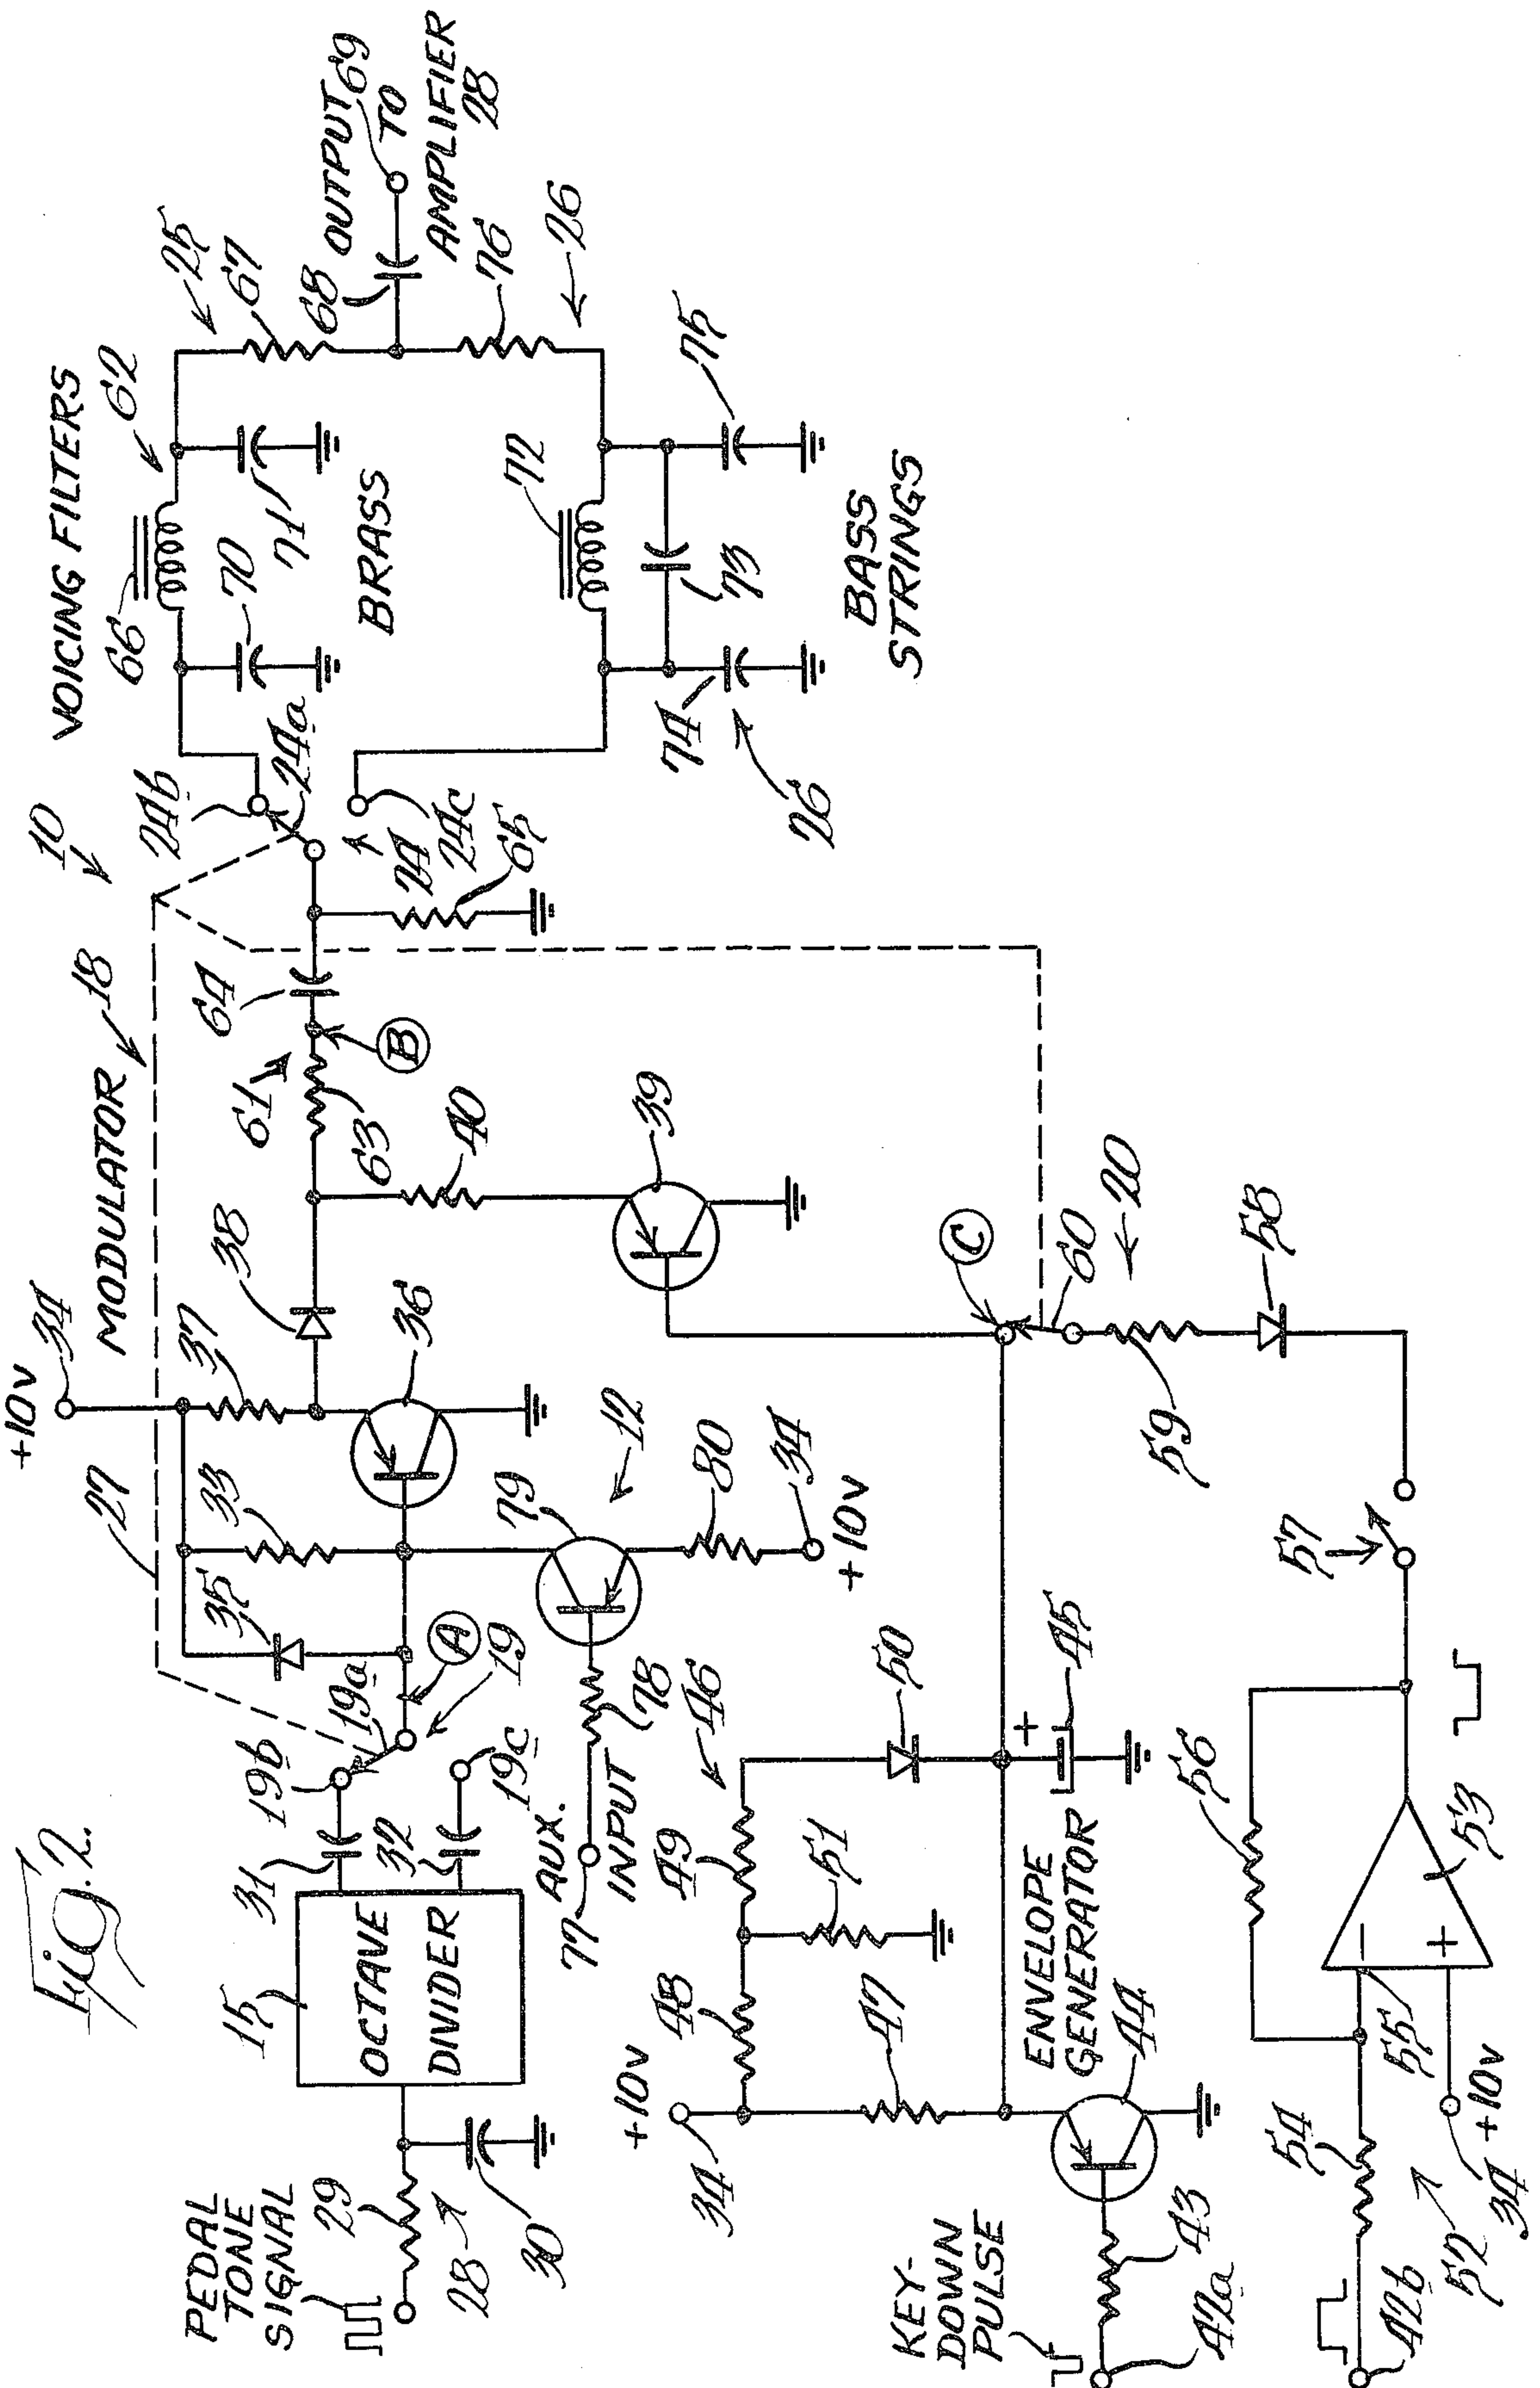 Fig. 2.
PEDAL
TONE
SIGNAL
29
28
30
15
OCTAVE
DIVIDER
31
32
19b
19a
19c
19
A
27
35
33
+10V
34
37
MODULATOR
18
10
36
38
61
63
B
64
40
39
AUX.
INPUT
77
78
79
12
80
34
+10V
24b
24a
24
24c
65
VOICING FILTERS
62
25
66
70
71
67
BRASS
68
OUTPUT
69
TO
AMPLIFIER
28
76
26
72
73
74
75
26
BASS
STRINGS
KEY-
DOWN
PULSE
42a
43
44
+10V
34
48
47
49
51
46
50
45
+
ENVELOPE
GENERATOR
C
60
20
59
58
57
42b
54
52
55
34
+10V
56
53
−
+